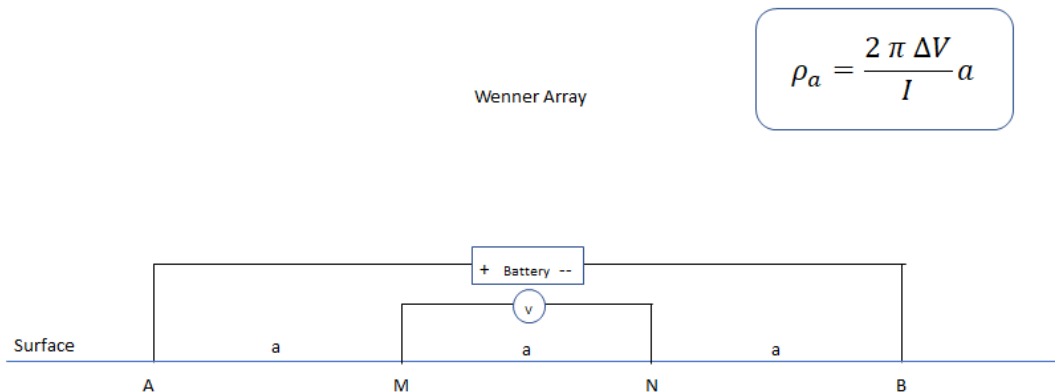 ρₐ = 2 π ΔV / I a
Wenner Array
+ Battery --
v
Surface
a
a
a
A
M
N
B